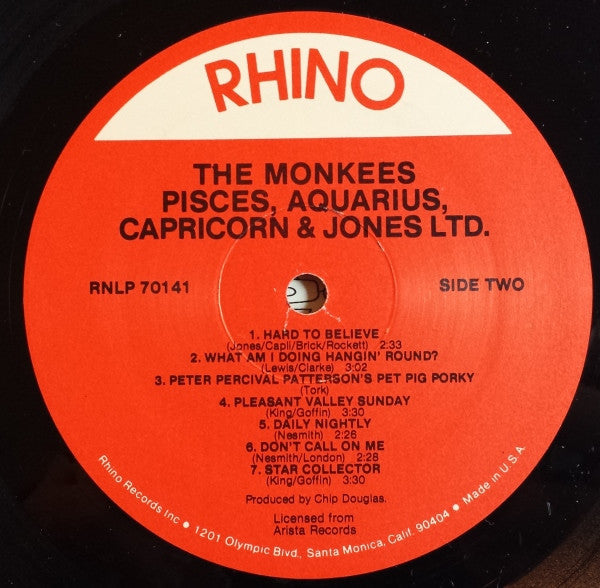 RHINO
THE MONKEES
PISCES, AQUARIUS,
CAPRICORN & JONES LTD.
RNLP 70141
SIDE TWO
1. HARD TO BELIEVE
(Jones/Capli/Brick/Rockett) 2:33
2. WHAT AM I DOING HANGIN' ROUND?
(Lewis/Clarke) 3:02
3. PETER PERCIVAL PATTERSON'S PET PIG PORKY
(Tork)
4. PLEASANT VALLEY SUNDAY
(King/Goffin) 3:30
5. DAILY NIGHTLY
(Nesmith) 2:26
6. DON'T CALL ON ME
(Nesmith/London) 2:28
7. STAR COLLECTOR
(King/Goffin) 3:30
Produced by Chip Douglas.
Licensed from
Arista Records
Rhino Records Inc • 1201 Olympic Blvd., Santa Monica, Calif. 90404 • Made in U.S.A.